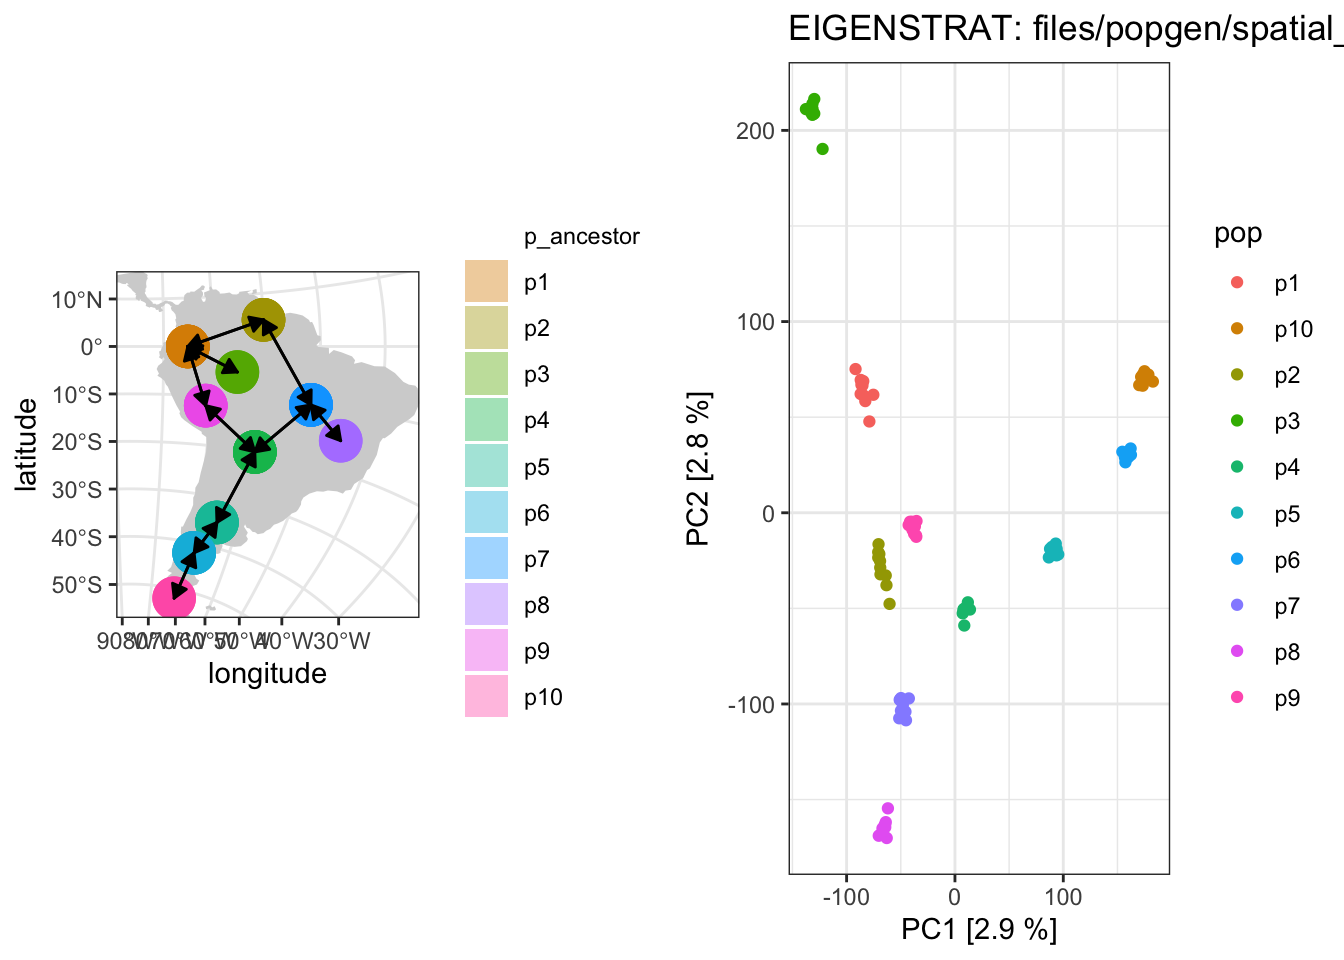 EIGENSTRAT: files/popgen/spatial_
10°N
0°
10°S
20°S
30°S
40°S
50°S
latitude
40°W
30°W
longitude
p_ancestor
p1
p2
p3
p4
p5
p6
p7
p8
p9
p10
200
100
0
-100
PC2 [2.8 %]
-100
0
100
PC1 [2.9 %]
pop
p1
p10
p2
p3
p4
p5
p6
p7
p8
p9